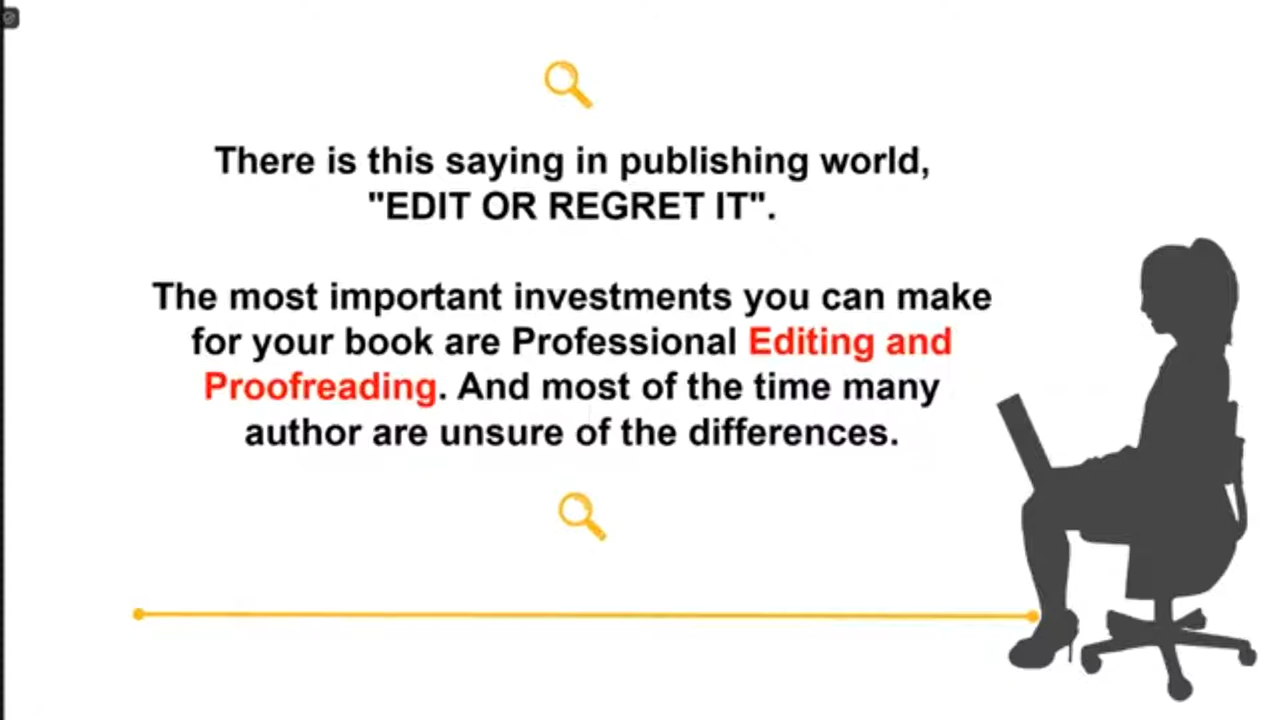 There is this saying in publishing world,
"EDIT OR REGRET IT".
The most important investments you can make
for your book are Professional Editing and
Proofreading. And most of the time many
author are unsure of the differences.